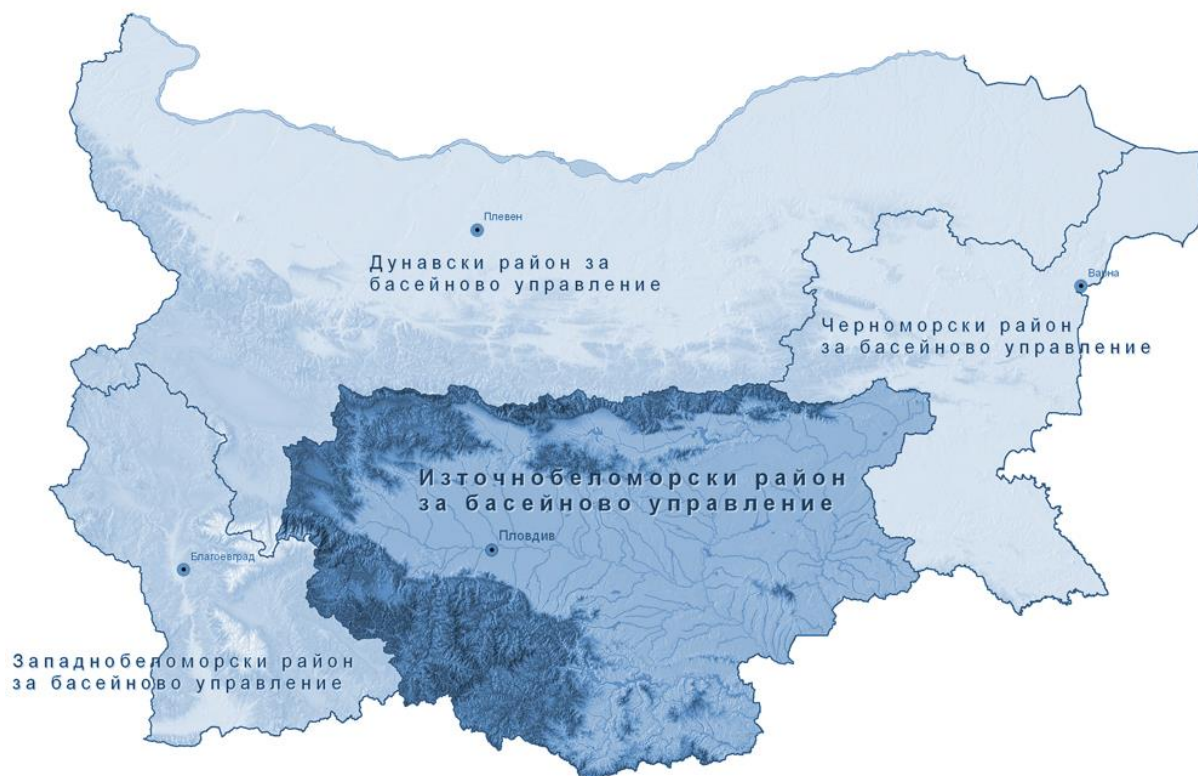 Плевен
Дунавски район за
басейново управление
Варна
Черноморски район
за басейново управление
Източнобеломорски район
за басейново управление
Пловдив
Благоевград
Западнобеломорски район
за басейново управление